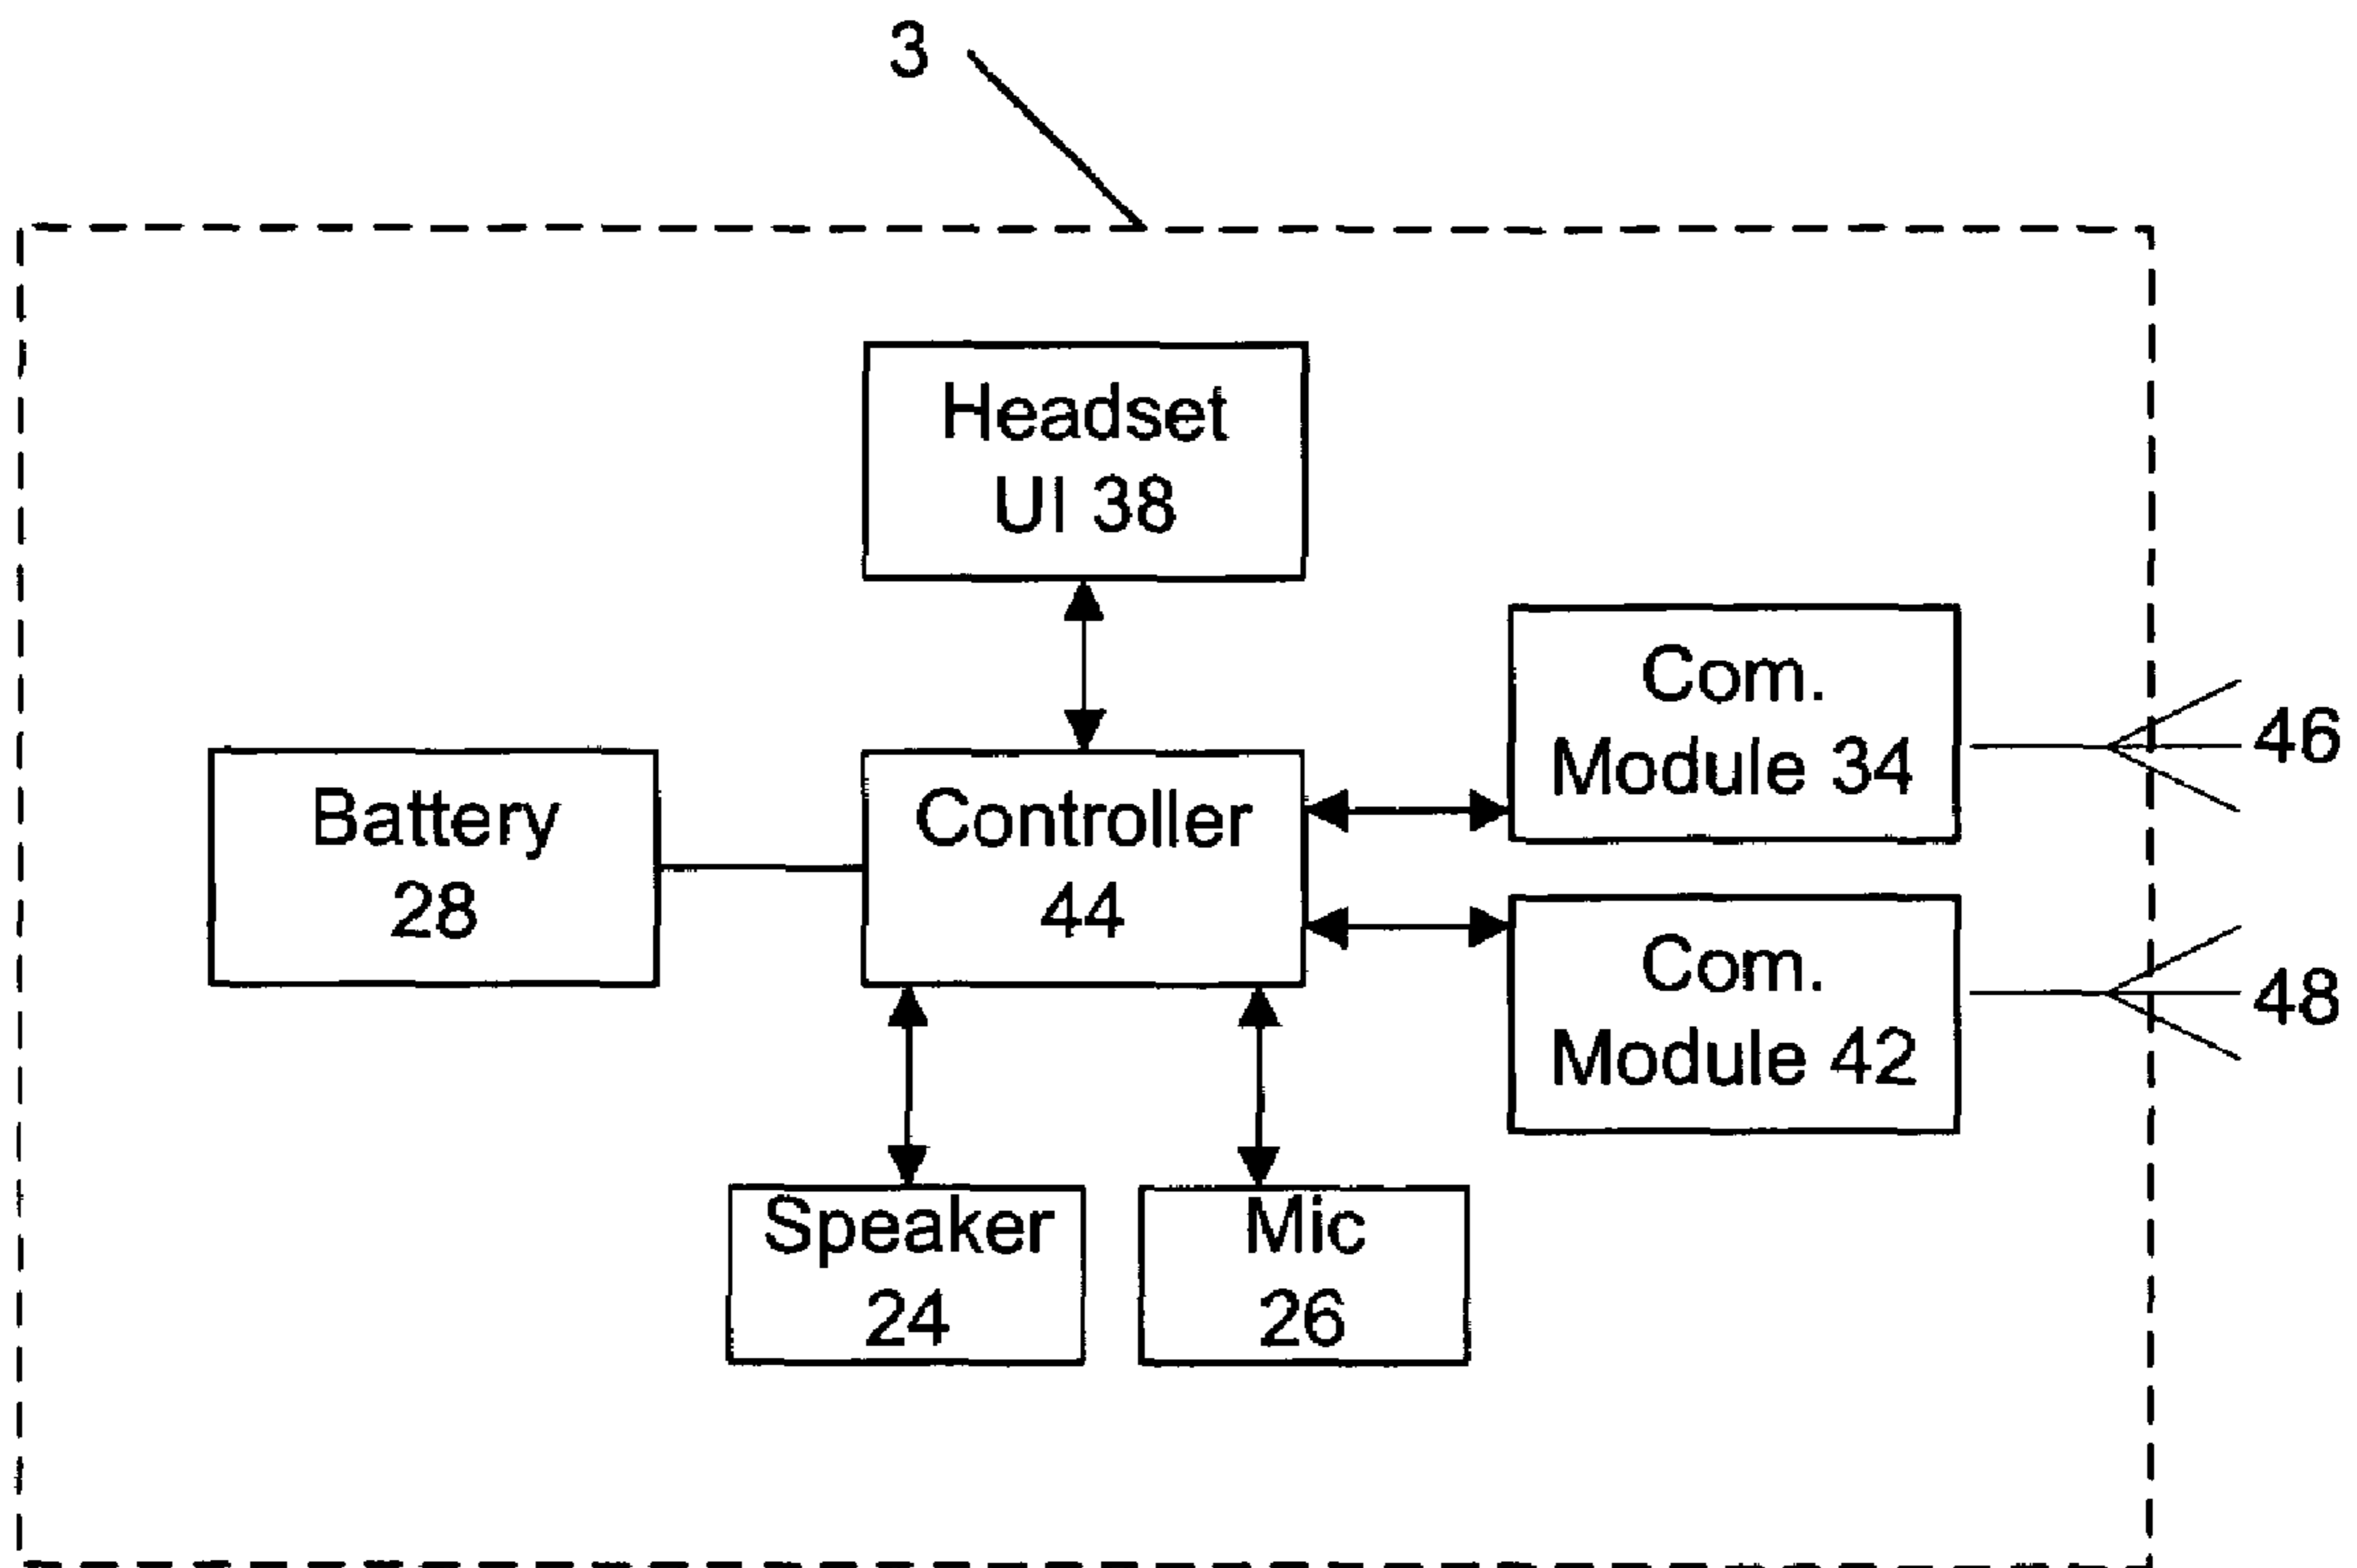 3
Headset
UI 38
Com.
Module 34
46
Battery
28
Controller
44
Com.
Module 42
48
Speaker
24
Mic
26